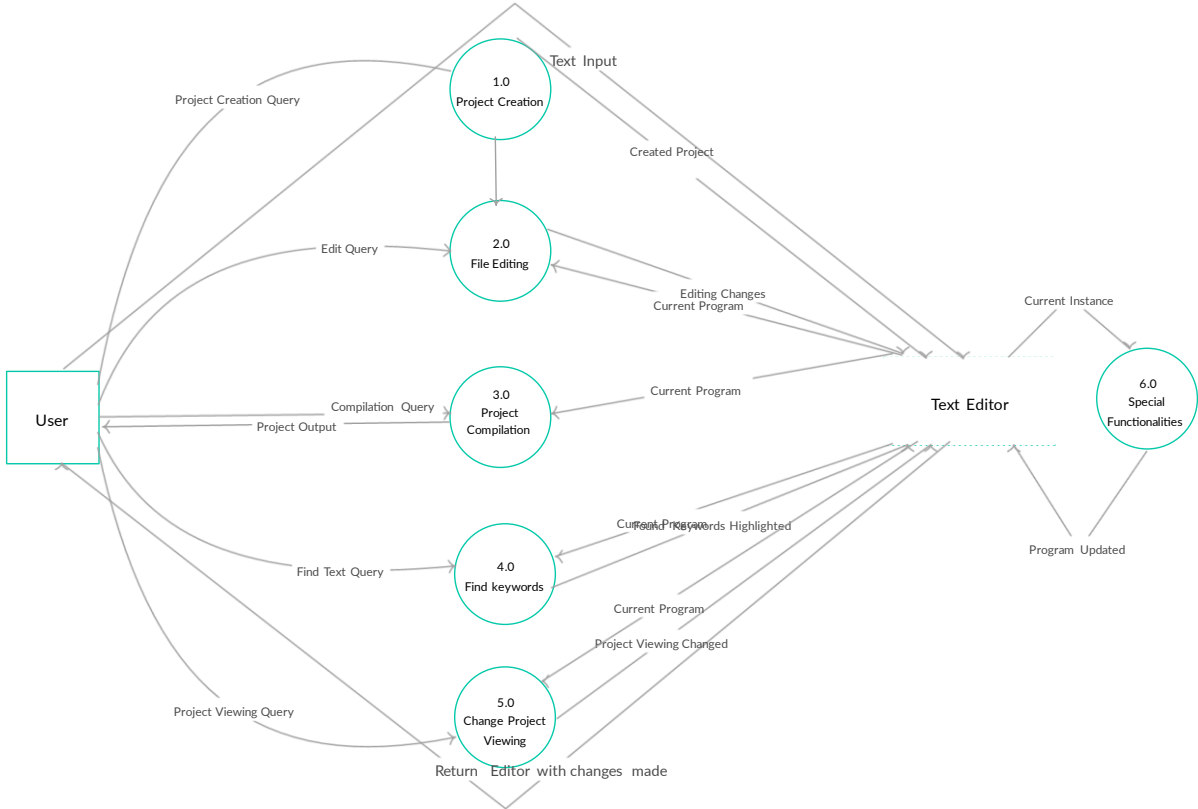 Text Input
1.0
Project Creation
Project Creation Query
Created Project
2.0
File Editing
Edit Query
Editing Changes
Current Program
Current Instance
3.0
Project
Compilation
6.0
Special
Functionalities
Current Program
Text Editor
Compilation Query
User
Project Output
Current Program
Found Keywords Highlighted
Program Updated
4.0
Find keywords
Find Text Query
Current Program
Project Viewing Changed
5.0
Change Project
Viewing
Project Viewing Query
Return Editor with changes made